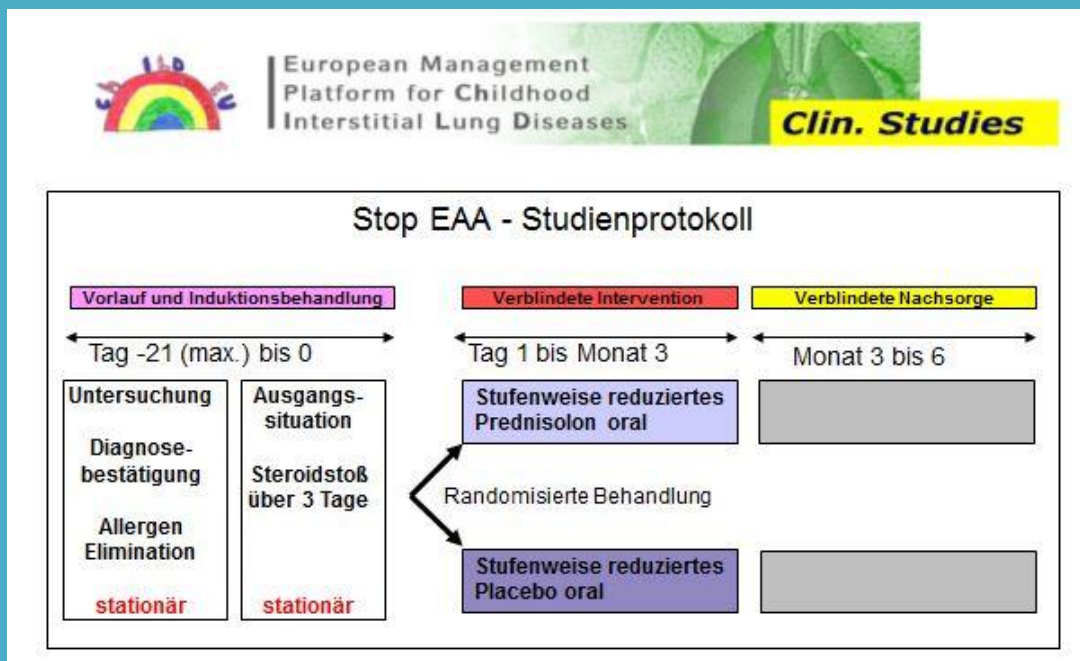 European Management
Platform for Childhood
Interstitial Lung Diseases
Clin. Studies
Stop EAA - Studienprotokoll
Vorlauf und Induktionsbehandlung
Verblindete Intervention
Verblindete Nachsorge
Tag -21 (max.) bis 0
Tag 1 bis Monat 3
Monat 3 bis 6
Untersuchung
Diagnose-
bestätigung
Allergen
Elimination
stationär
Ausgangs-
situation
Steroidstoß
über 3 Tage
stationär
Stufenweise reduziertes
Prednisolon oral
Randomisierte Behandlung
Stufenweise reduziertes
Placebo oral